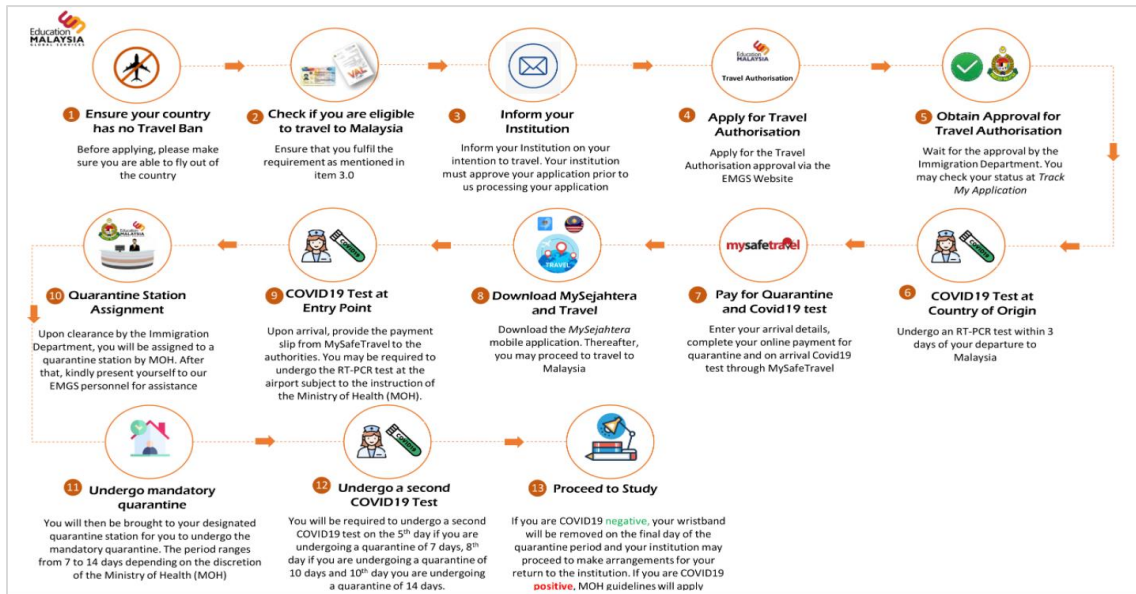 Education
MALAYSIA
GLOBAL SERVICES
VAL
1 Ensure your country
has no Travel Ban
Before applying, please make
sure you are able to fly out of
the country
2 Check if you are eligible
to travel to Malaysia
Ensure that you fulfil the
requirement as mentioned in
item 3.0
3 Inform your
Institution
Inform your Institution on your
intention to travel. Your institution
must approve your application prior to
us processing your application
Education
MALAYSIA
Travel Authorisation
4 Apply for Travel
Authorisation
Apply for the Travel
Authorisation approval via the
EMGS Website
5 Obtain Approval for
Travel Authorisation
Wait for the approval by the
Immigration Department. You
may check your status at Track
My Application
COVID19
6 COVID19 Test at
Country of Origin
Undergo an RT-PCR test within 3
days of your departure to
Malaysia
mysafetravel
7 Pay for Quarantine
and Covid19 test
Enter your arrival details,
complete your online payment for
quarantine and on arrival Covid19
test through MySafeTravel
TRAVEL
8 Download MySejahtera
and Travel
Download the MySejahtera
mobile application. Thereafter,
you may proceed to travel to
Malaysia
COVID19
9 COVID19 Test at
Entry Point
Upon arrival, provide the payment
slip from MySafeTravel to the
authorities. You may be required to
undergo the RT-PCR test at the
airport subject to the instruction of
the Ministry of Health (MOH).
Education
MALAYSIA
10 Quarantine Station
Assignment
Upon clearance by the Immigration
Department, you will be assigned to a
quarantine station by MOH. After
that, kindly present yourself to our
EMGS personnel for assistance
11 Undergo mandatory
quarantine
You will then be brought to your designated
quarantine station for you to undergo the
mandatory quarantine. The period ranges
from 7 to 14 days depending on the discretion
of the Ministry of Health (MOH)
COVID19
12 Undergo a second
COVID19 Test
You will be required to undergo a second
COVID19 test on the 5th day if you are
undergoing a quarantine of 7 days, 8th
day if you are undergoing a quarantine of
10 days and 10th day you are undergoing
a quarantine of 14 days.
13 Proceed to Study
If you are COVID19 negative, your wristband
will be removed on the final day of the
quarantine period and your institution may
proceed to make arrangements for your
return to the institution. If you are COVID19
positive, MOH guidelines will apply